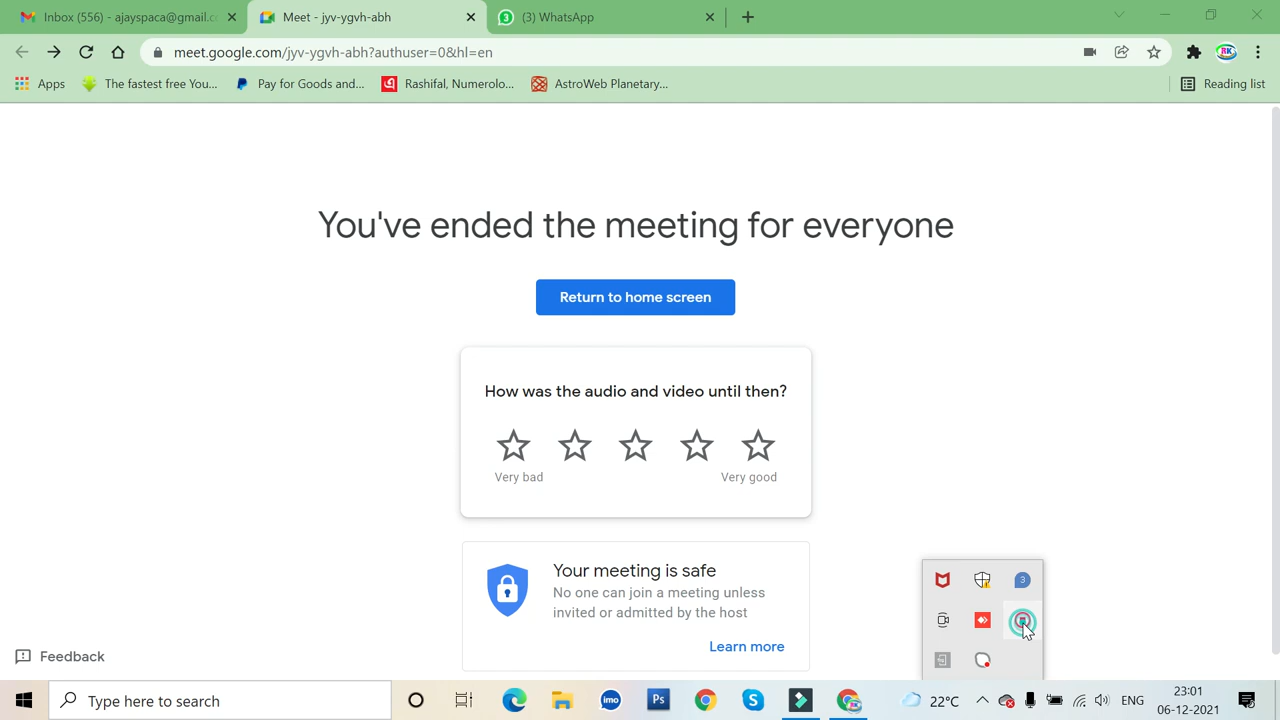 Inbox (556) - ajayspaca@gmail.c
Meet - jyv-ygvh-abh
(3) WhatsApp
meet.google.com/jyv-ygvh-abh?authuser=0&hl=en
Apps
The fastest free You...
Pay for Goods and...
Rashifal, Numerolo...
AstroWeb Planetary...
Reading list
You've ended the meeting for everyone
Return to home screen
How was the audio and video until then?
Very bad
Very good
Your meeting is safe
No one can join a meeting unless
invited or admitted by the host
Learn more
3
Feedback
Type here to search
imo
Ps
22°C
ENG
23:01
06-12-2021